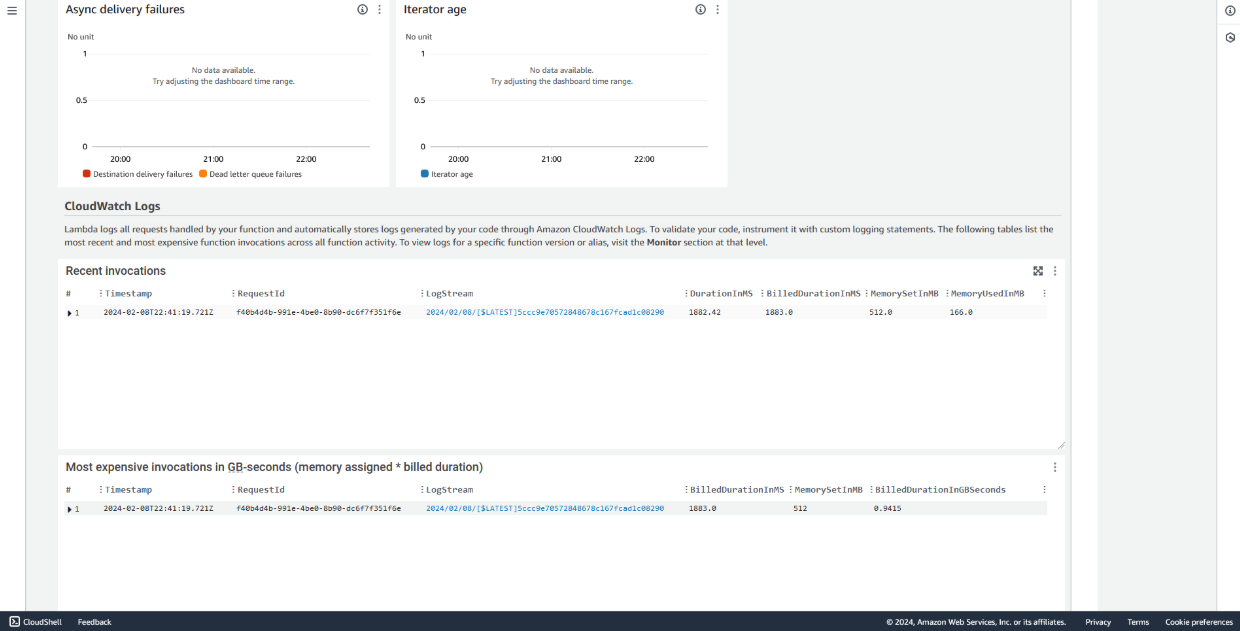 Async delivery failures
Iterator age
No unit
1
No data available.
Try adjusting the dashboard time range.
0.5
0
20:00 21:00 22:00
Destination delivery failures Dead letter queue failures
No unit
1
No data available.
Try adjusting the dashboard time range.
0.5
0
20:00 21:00 22:00
Iterator age
CloudWatch Logs
Lambda logs all requests handled by your function and automatically stores logs generated by your code through Amazon CloudWatch Logs. To validate your code, instrument it with custom logging statements. The following tables list the
most recent and most expensive function invocations across all function activity. To view logs for a specific function version or alias, visit the Monitor section at that level.
Recent invocations
# Timestamp RequestId LogStream DurationInMS BilledDurationInMS MemorySetInMB MemoryUsedInMB
1 2024-02-08T22:41:19.721Z f40b4d4b-991e-4be0-8b90-dc6f7f351f6e 2024/02/08/[$LATEST]5ccc9e70572848678c167fcad1c08290 1882.42 1883.0 512.0 166.0
Most expensive invocations in GB-seconds (memory assigned * billed duration)
# Timestamp RequestId LogStream BilledDurationInMS MemorySetInMB BilledDurationInGBSeconds
1 2024-02-08T22:41:19.721Z f40b4d4b-991e-4be0-8b90-dc6f7f351f6e 2024/02/08/[$LATEST]5ccc9e70572848678c167fcad1c08290 1883.0 512 0.9415
CloudShell Feedback © 2024, Amazon Web Services, Inc. or its affiliates. Privacy Terms Cookie preferences